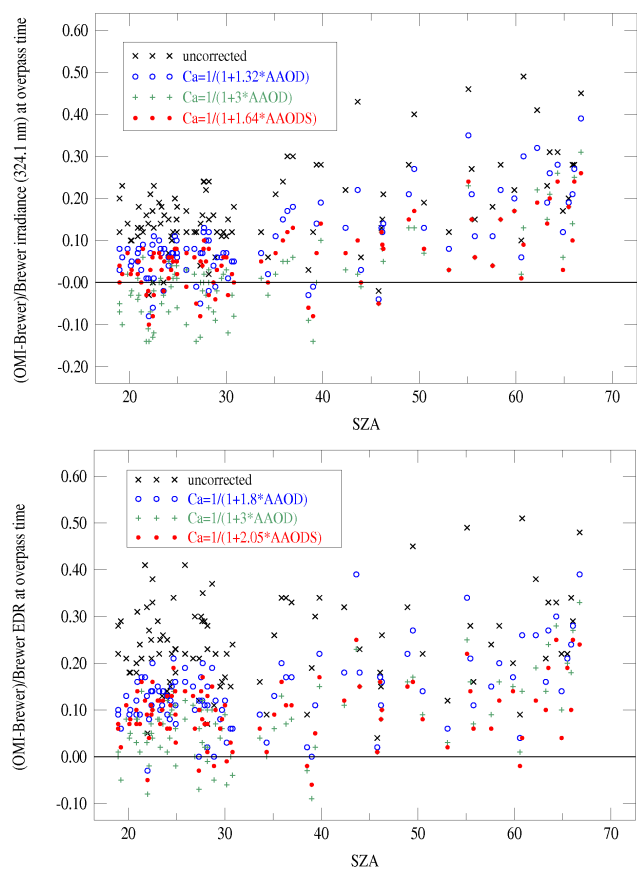 (OMI-Brewer)/Brewer irradiance (324.1 nm) at overpass time
0.60
0.50
0.40
0.30
0.20
0.10
-0.00
-0.10
-0.20
uncorrected
Ca=1/(1+1.32*AAOD)
Ca=1/(1+3*AAOD)
Ca=1/(1+1.64*AAODS)
20 30 40 50 60 70
SZA
(OMI-Brewer)/Brewer EDR at overpass time
0.60
0.50
0.40
0.30
0.20
0.10
0.00
-0.10
uncorrected
Ca=1/(1+1.8*AAOD)
Ca=1/(1+3*AAOD)
Ca=1/(1+2.05*AAODS)
20 30 40 50 60 70
SZA